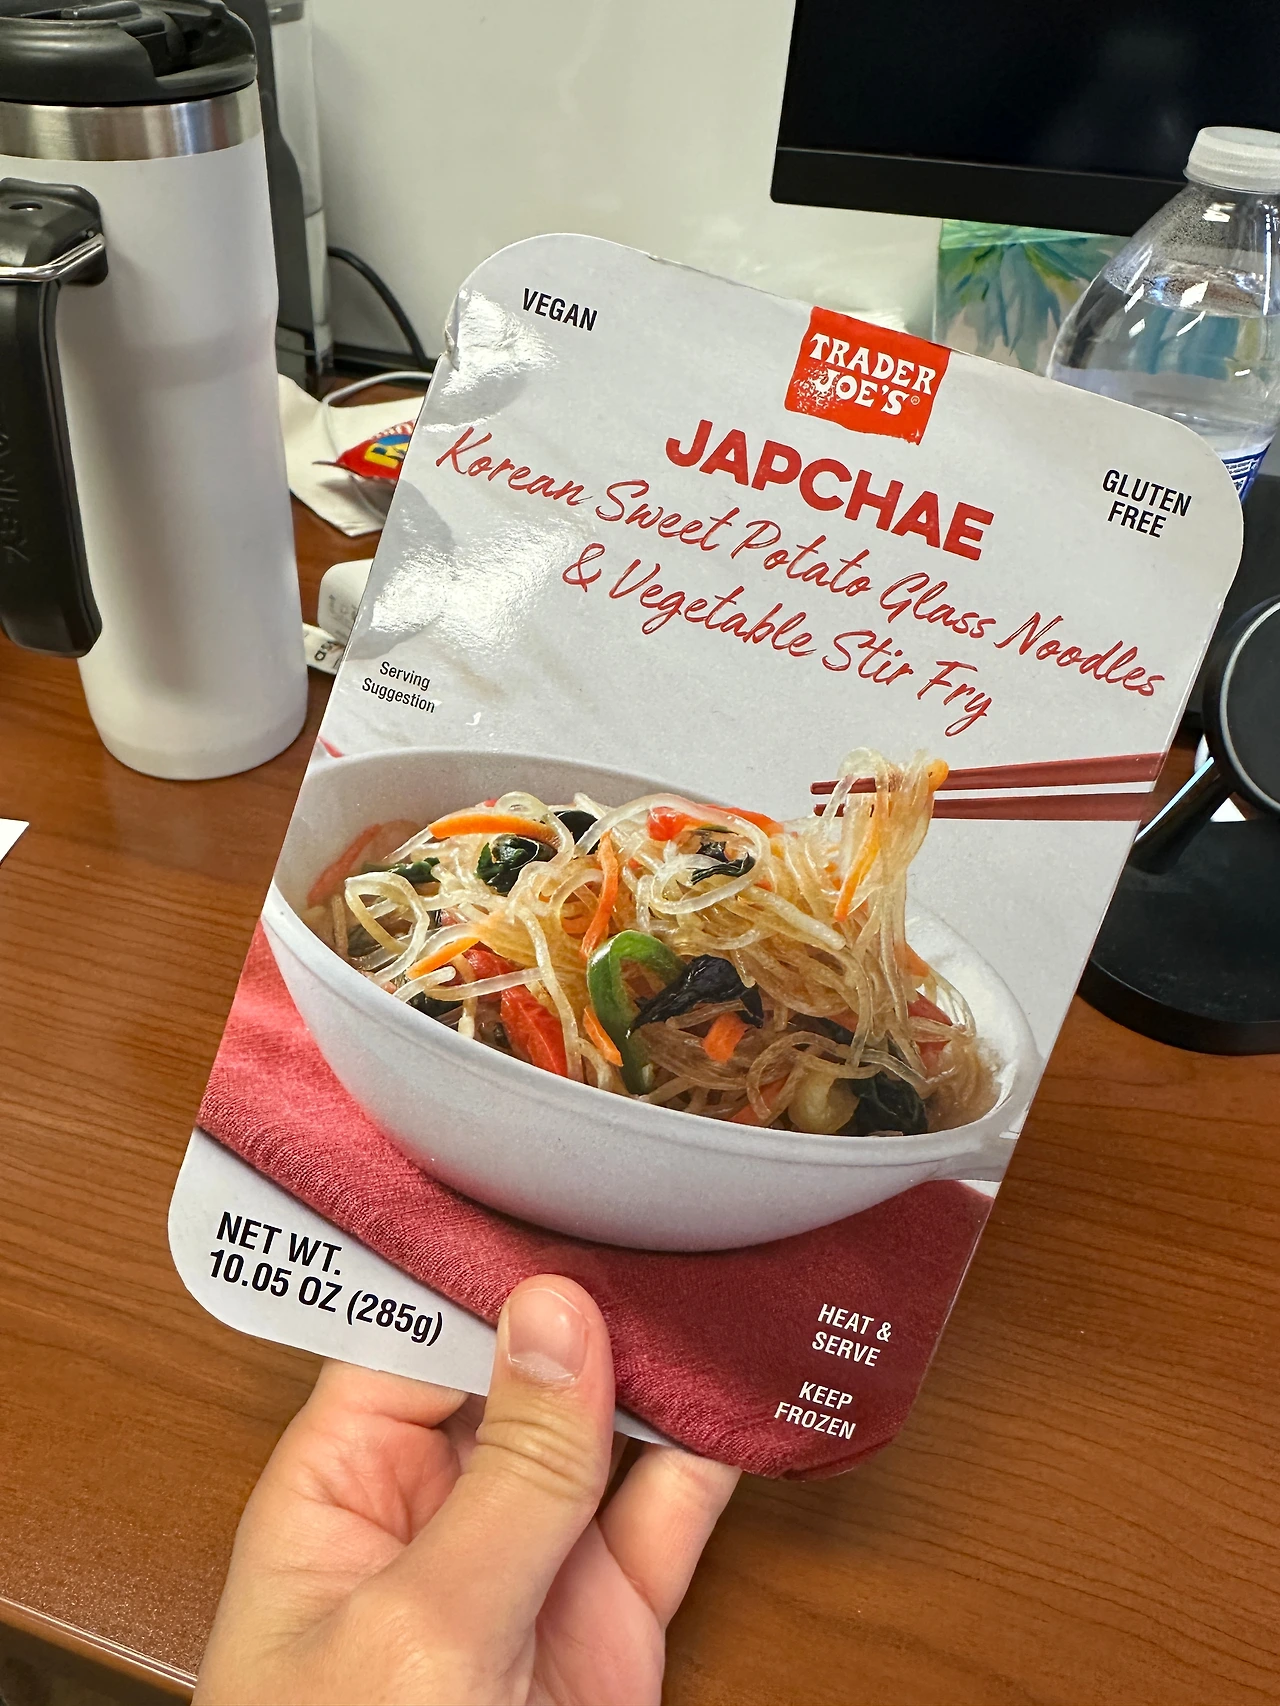 VEGAN
TRADER
JOE'S®
JAPCHAE
Korean Sweet Potato Glass Noodles
& Vegetable Stir Fry
GLUTEN
FREE
Serving
Suggestion
NET WT.
10.05 OZ (285g)
HEAT &
SERVE
KEEP
FROZEN